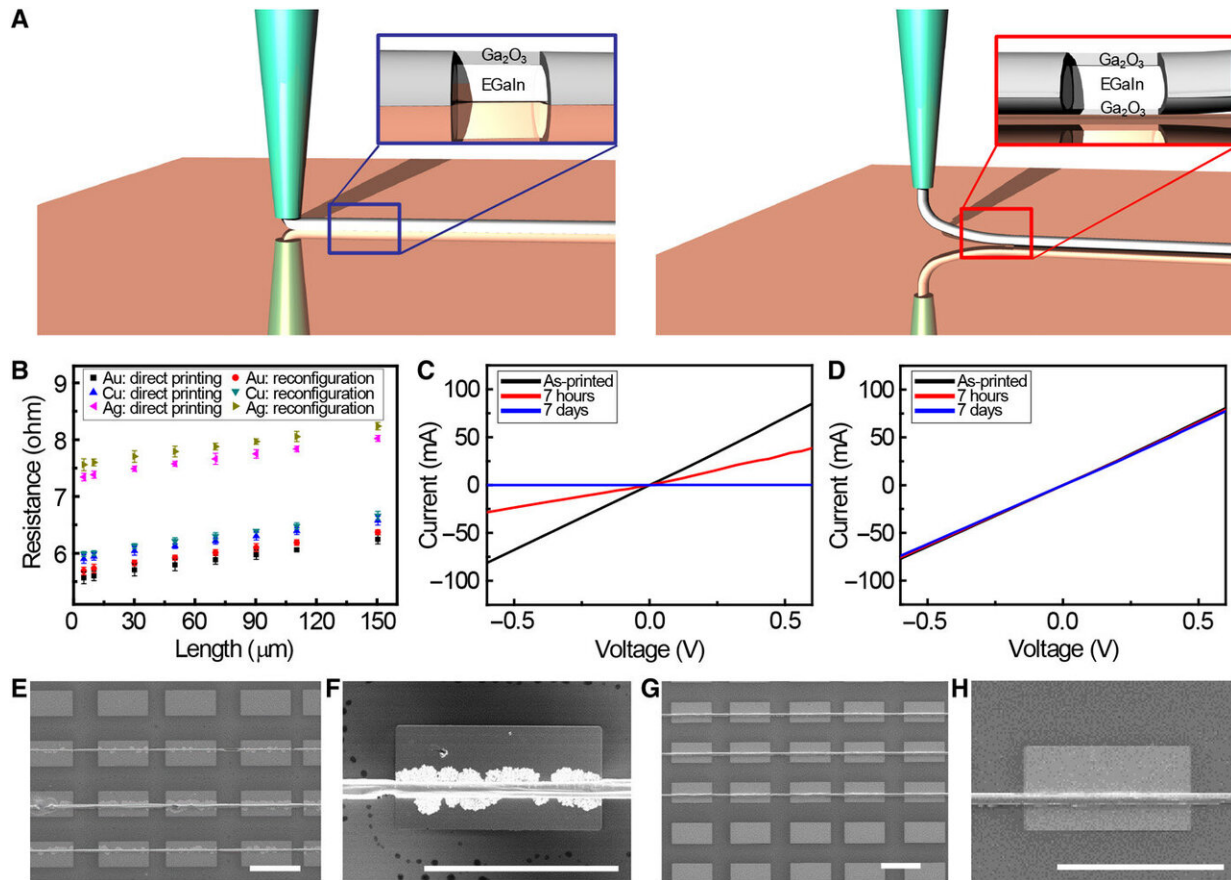 A
Ga₂O₃
EGaIn
Ga₂O₃
EGaIn
Ga₂O₃
B
Au: direct printing
Au: reconfiguration
Cu: direct printing
Cu: reconfiguration
Ag: direct printing
Ag: reconfiguration
Resistance (ohm)
9
8
7
6
0 30 60 90 120 150
Length (μm)
C
As-printed
7 hours
7 days
Current (mA)
100
50
0
−50
−100
−0.5 0.0 0.5
Voltage (V)
D
As-printed
7 hours
7 days
Current (mA)
100
50
0
−50
−100
−0.5 0.0 0.5
Voltage (V)
E
F
G
H